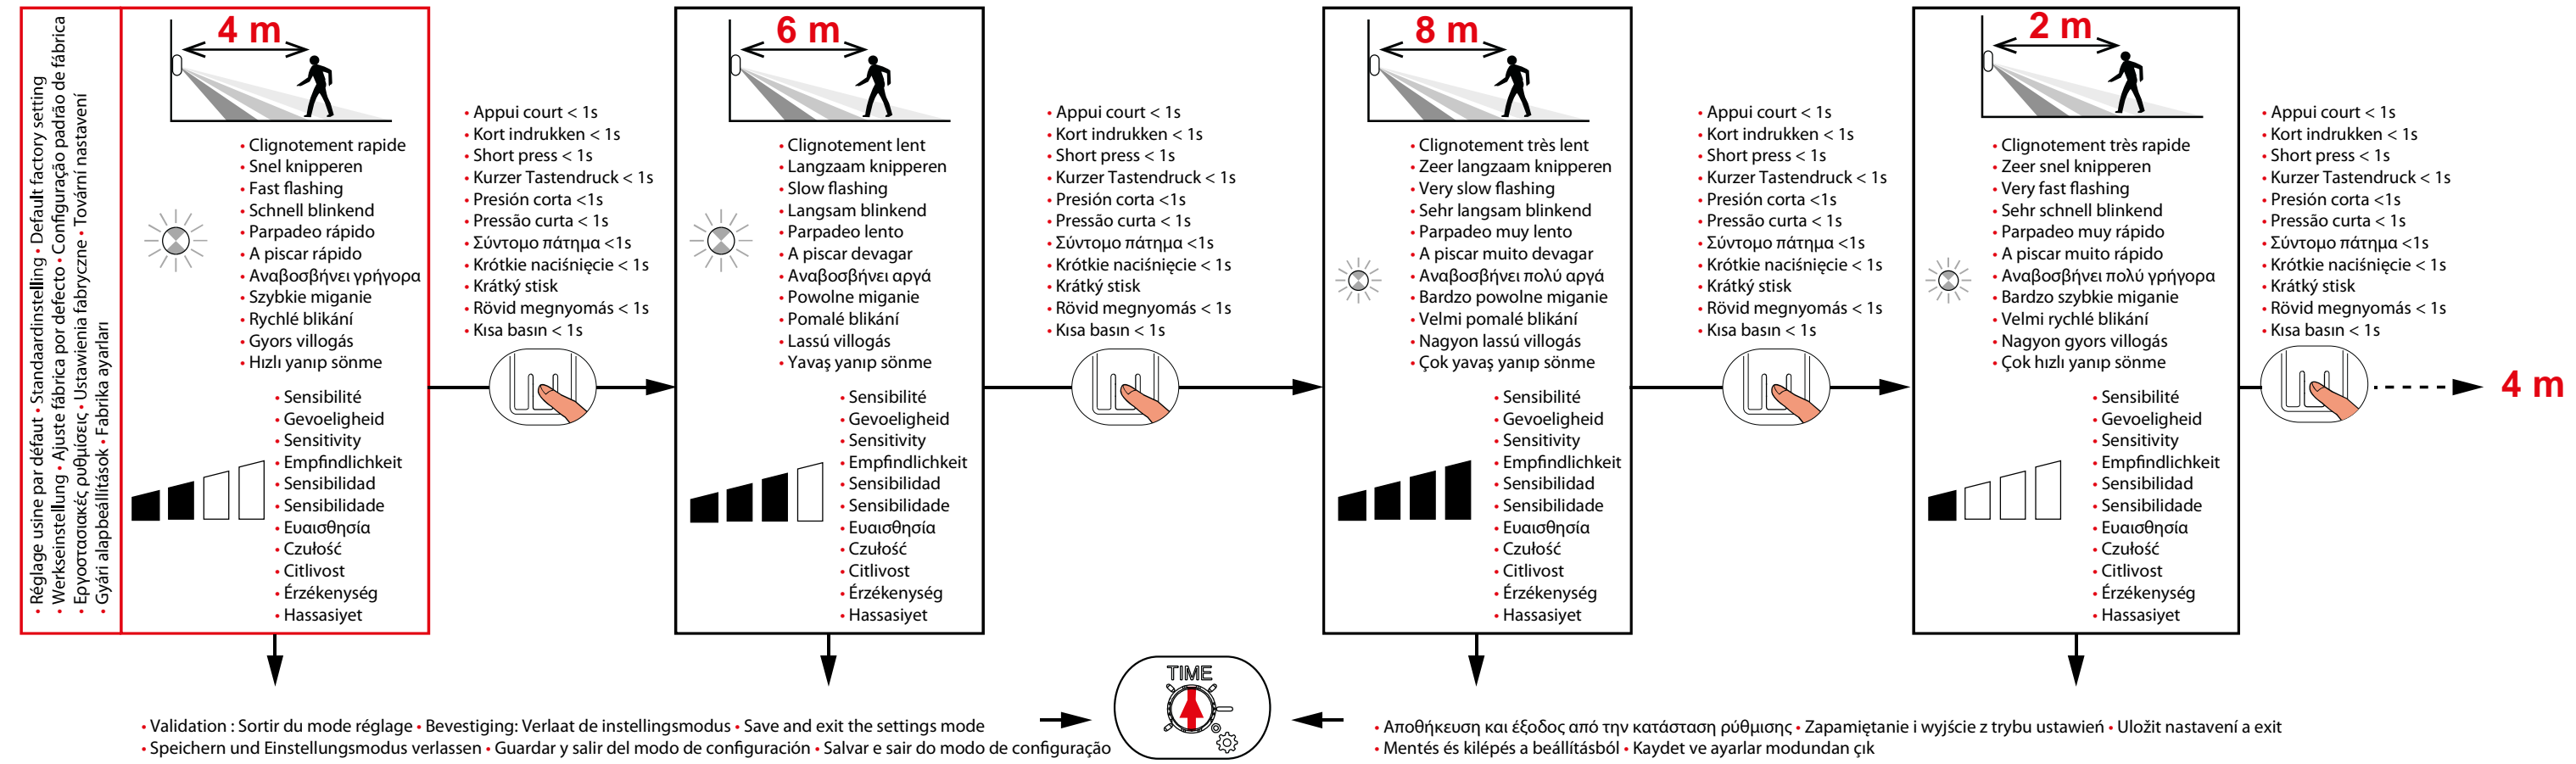 • Réglage usine par défaut • Standaardinstelling • Default factory setting
• Werkseinstellung • Ajuste fábrica por defecto • Configuração padrão de fábrica
• Εργοστασιακές ρυθμίσεις • Ustawienia fabryczne • Tovární nastavení
• Gyári alapbeállítások • Fabrika ayarları
4 m
• Clignotement rapide
• Snel knipperen
• Fast flashing
• Schnell blinkend
• Parpadeo rápido
• A piscar rápido
• Αναβοσβήνει γρήγορα
• Szybkie miganie
• Rychlé blikání
• Gyors villogás
• Hızlı yanıp sönme
• Sensibilité
• Gevoeligheid
• Sensitivity
• Empfindlichkeit
• Sensibilidad
• Sensibilidade
• Ευαισθησία
• Czułość
• Citlivost
• Érzékenység
• Hassasiyet
• Appui court < 1s
• Kort indrukken < 1s
• Short press < 1s
• Kurzer Tastendruck < 1s
• Presión corta <1s
• Pressão curta < 1s
• Σύντομο πάτημα <1s
• Krótkie naciśnięcie < 1s
• Krátký stisk
• Rövid megnyomás < 1s
• Kısa basın < 1s
6 m
• Clignotement lent
• Langzaam knipperen
• Slow flashing
• Langsam blinkend
• Parpadeo lento
• A piscar devagar
• Αναβοσβήνει αργά
• Powolne miganie
• Pomalé blikání
• Lassú villogás
• Yavaş yanıp sönme
• Sensibilité
• Gevoeligheid
• Sensitivity
• Empfindlichkeit
• Sensibilidad
• Sensibilidade
• Ευαισθησία
• Czułość
• Citlivost
• Érzékenység
• Hassasiyet
• Appui court < 1s
• Kort indrukken < 1s
• Short press < 1s
• Kurzer Tastendruck < 1s
• Presión corta <1s
• Pressão curta < 1s
• Σύντομο πάτημα <1s
• Krótkie naciśnięcie < 1s
• Krátký stisk
• Rövid megnyomás < 1s
• Kısa basın < 1s
8 m
• Clignotement très lent
• Zeer langzaam knipperen
• Very slow flashing
• Sehr langsam blinkend
• Parpadeo muy lento
• A piscar muito devagar
• Αναβοσβήνει πολύ αργά
• Bardzo powolne miganie
• Velmi pomalé blikání
• Nagyon lassú villogás
• Çok yavaş yanıp sönme
• Sensibilité
• Gevoeligheid
• Sensitivity
• Empfindlichkeit
• Sensibilidad
• Sensibilidade
• Ευαισθησία
• Czułość
• Citlivost
• Érzékenység
• Hassasiyet
• Appui court < 1s
• Kort indrukken < 1s
• Short press < 1s
• Kurzer Tastendruck < 1s
• Presión corta <1s
• Pressão curta < 1s
• Σύντομο πάτημα <1s
• Krótkie naciśnięcie < 1s
• Krátký stisk
• Rövid megnyomás < 1s
• Kısa basın < 1s
2 m
• Clignotement très rapide
• Zeer snel knipperen
• Very fast flashing
• Sehr schnell blinkend
• Parpadeo muy rápido
• A piscar muito rápido
• Αναβοσβήνει πολύ γρήγορα
• Bardzo szybkie miganie
• Velmi rychlé blikání
• Nagyon gyors villogás
• Çok hızlı yanıp sönme
• Sensibilité
• Gevoeligheid
• Sensitivity
• Empfindlichkeit
• Sensibilidad
• Sensibilidade
• Ευαισθησία
• Czułość
• Citlivost
• Érzékenység
• Hassasiyet
• Appui court < 1s
• Kort indrukken < 1s
• Short press < 1s
• Kurzer Tastendruck < 1s
• Presión corta <1s
• Pressão curta < 1s
• Σύντομο πάτημα <1s
• Krótkie naciśnięcie < 1s
• Krátký stisk
• Rövid megnyomás < 1s
• Kısa basın < 1s
4 m
• Validation : Sortir du mode réglage • Bevestiging: Verlaat de instellingsmodus • Save and exit the settings mode
• Speichern und Einstellungsmodus verlassen • Guardar y salir del modo de configuración • Salvar e sair do modo de configuração
TIME
• Αποθήκευση και έξοδος από την κατάσταση ρύθμισης • Zapamiętanie i wyjście z trybu ustawień • Uložit nastavení a exit
• Mentés és kilépés a beállításból • Kaydet ve ayarlar modundan çık